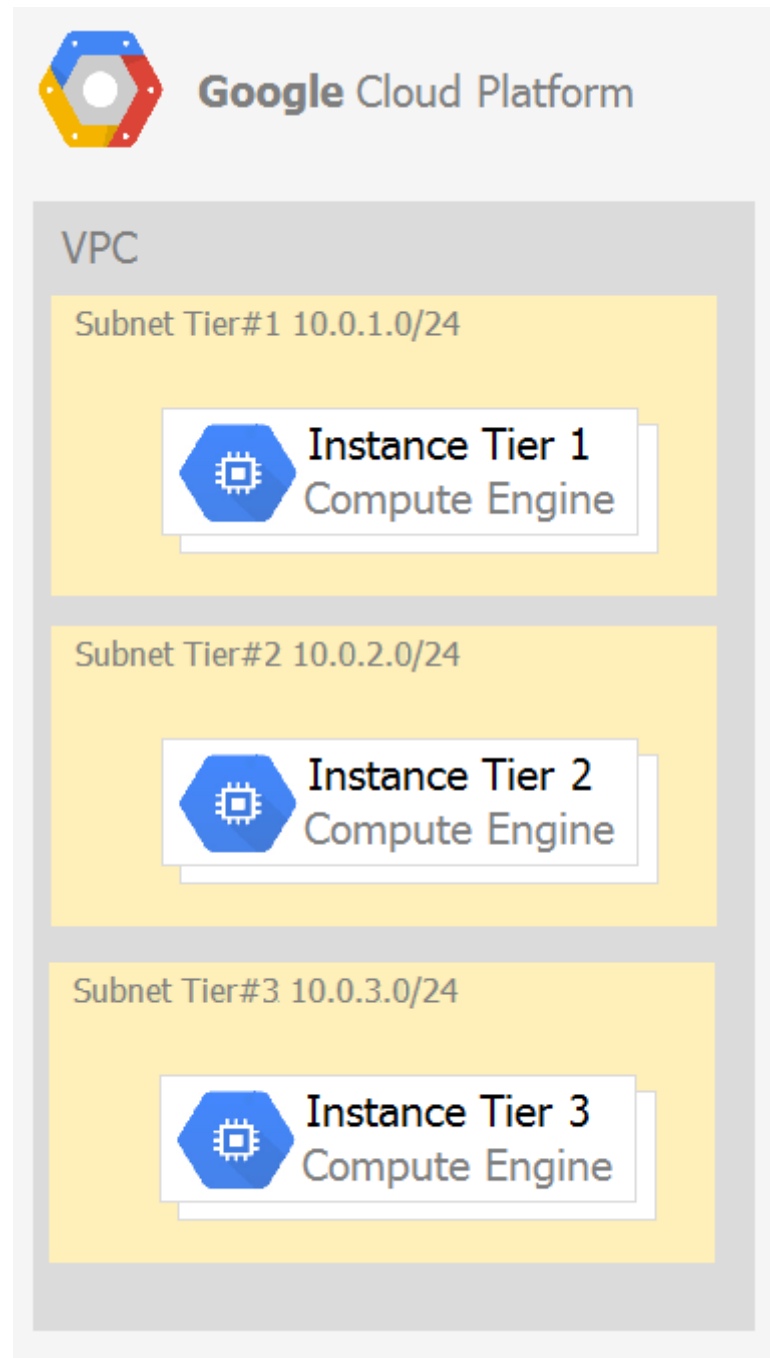 Google Cloud Platform
VPC
Subnet Tier#1 10.0.1.0/24
Instance Tier 1
Compute Engine
Subnet Tier#2 10.0.2.0/24
Instance Tier 2
Compute Engine
Subnet Tier#3 10.0.3.0/24
Instance Tier 3
Compute Engine